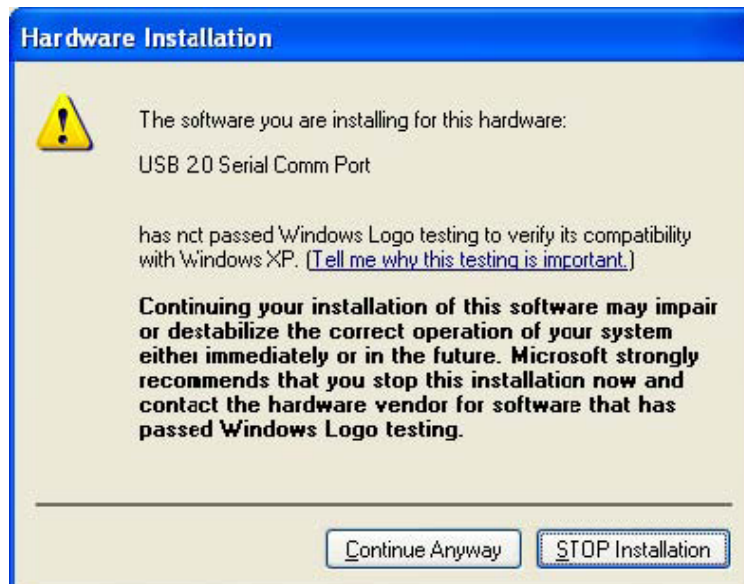 Hardware Installation
The software you are installing for this hardware:
USB 2.0 Serial Comm Port
has not passed Windows Logo testing to verify its compatibility
with Windows XP. (Tell me why this testing is important.)
Continuing your installation of this software may impair
or destabilize the correct operation of your system
either immediately or in the future. Microsoft strongly
recommends that you stop this installation now and
contact the hardware vendor for software that has
passed Windows Logo testing.
Continue Anyway
STOP Installation